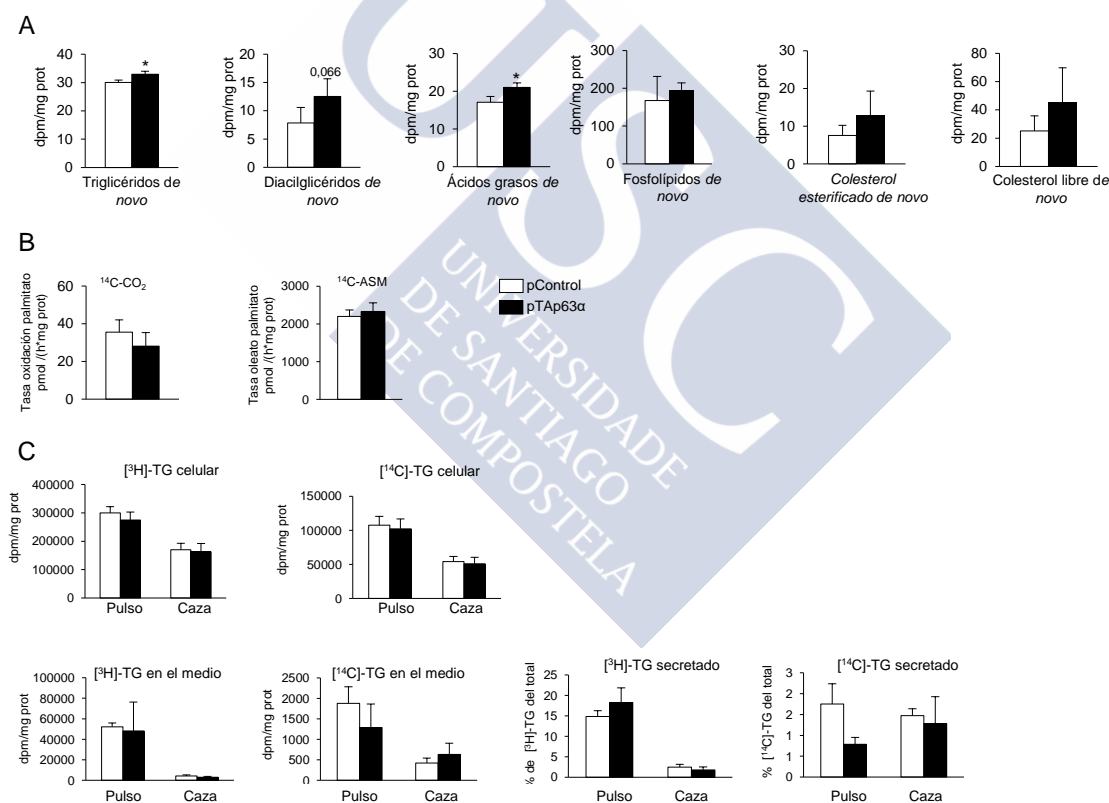 A
dpm/mg prot
40
30
20
10
0
*
Triglicéridos de
novo
dpm/mg prot
20
15
10
5
0
0,066
Diacilglicéridos de
novo
dpm/mg prot
30
20
10
0
*
Ácidos grasos de
novo
dpm/mg prot
300
200
100
0
Fosfolípidos de
novo
dpm/mg prot
30
20
10
0
Colesterol
esterificado de novo
dpm/mg prot
80
60
40
20
0
Colesterol libre de
novo
B
Tasa oxidación palmitato
pmol /(h*mg prot)
60
40
20
0
¹⁴C-CO₂
Tasa oleato palmitato
pmol /(h*mg prot)
3000
2000
1000
0
¹⁴C-ASM
pControl
pTAp63α
UNIVERSIDADE
DE SANTIAGO
DE COMPOSTELA
USC
C
[³H]-TG celular
dpm/mg prot
400000
300000
200000
100000
0
Pulso Caza
[¹⁴C]-TG celular
dpm/mg prot
150000
100000
50000
0
Pulso Caza
[³H]-TG en el medio
dpm/mg prot
100000
80000
60000
40000
20000
0
Pulso Caza
[¹⁴C]-TG en el medio
dpm/mg prot
2500
2000
1500
1000
500
0
Pulso Caza
[³H]-TG secretado
% de [³H]-TG del total
25
20
15
10
5
0
Pulso Caza
[¹⁴C]-TG secretado
% [¹⁴C]-TG del total
3
2
2
1
1
0
Pulso Caza